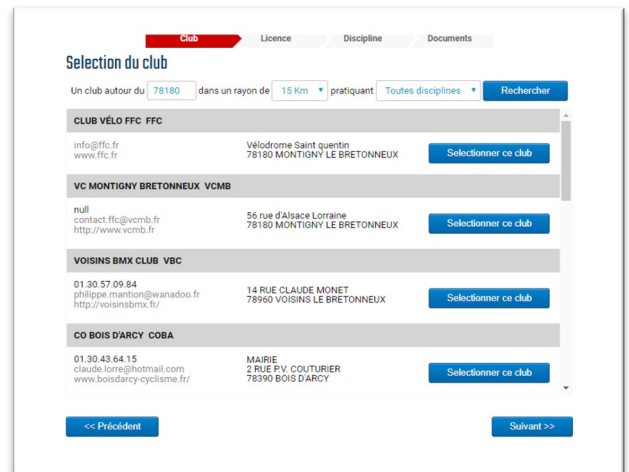 Club Licence Discipline Documents
Selection du club
Un club autour du 78180 dans un rayon de 15 Km pratiquant Toutes disciplines Rechercher
CLUB VÉLO FFC FFC
info@ffc.fr
www.ffc.fr
Vélodrome Saint quentin
78180 MONTIGNY LE BRETONNEUX
Selectionner ce club
VC MONTIGNY BRETONNEUX VCMB
null
contact.ffc@vcmb.fr
http://www.vcmb.fr
56 rue d'Alsace Lorraine
78180 MONTIGNY LE BRETONNEUX
Selectionner ce club
VOISINS BMX CLUB VBC
01.30.57.09.84
philippe.mantion@wanadoo.fr
http://voisinsbmx.fr/
14 RUE CLAUDE MONET
78960 VOISINS LE BRETONNEUX
Selectionner ce club
CO BOIS D'ARCY COBA
01.30.43.64.15
claude.lorre@hotmail.com
www.boisdarcy-cyclisme.fr/
MAIRIE
2 RUE P.V. COUTURIER
78390 BOIS D'ARCY
Selectionner ce club
<< Précédent
Suivant >>